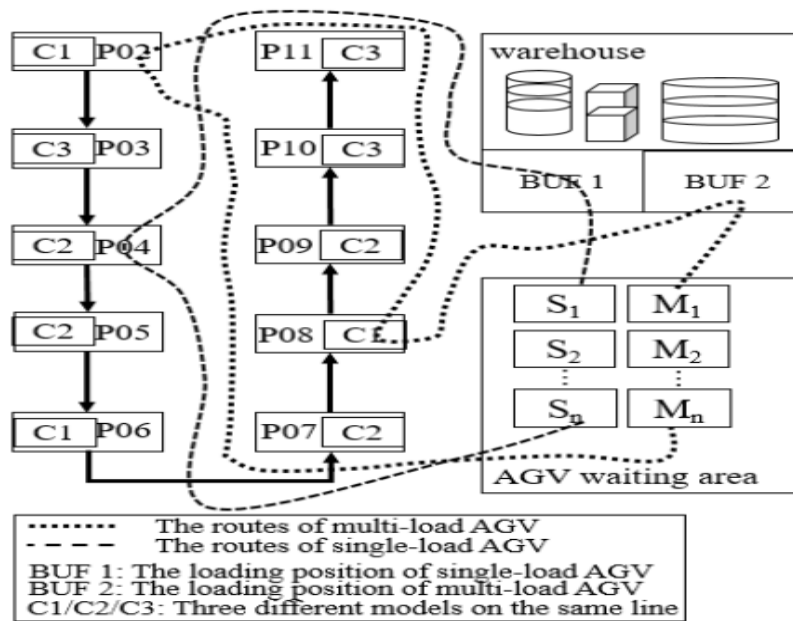 C1 P02
C3 P03
C2 P04
C2 P05
C1 P06
P11 C3
P10 C3
P09 C2
P08 C1
P07 C2
warehouse
BUF 1 BUF 2
S1 M1
S2 M2
Sn Mn
AGV waiting area
The routes of multi-load AGV
The routes of single-load AGV
BUF 1: The loading position of single-load AGV
BUF 2: The loading position of multi-load AGV
C1/C2/C3: Three different models on the same line